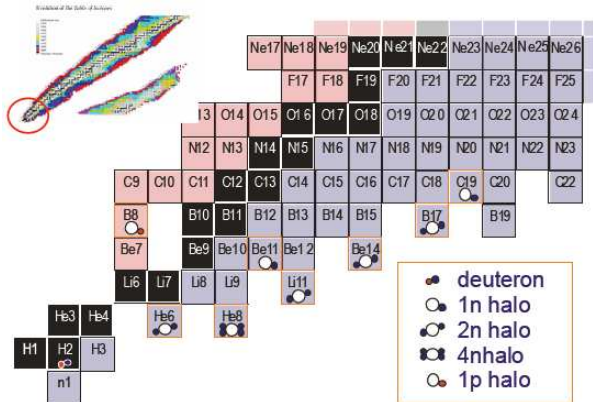 Ne17 Ne18 Ne19 Ne20 Ne21 Ne22 Ne23 Ne24 Ne25 Ne26
F17 F18 F19 F20 F21 F22 F23 F24 F25
13 O14 O15 O16 O17 O18 O19 O20 O21 O22 O23 O24
N12 N13 N14 N15 N16 N17 N18 N19 N20 N21 N22 N23
C9 C10 C11 C12 C13 C14 C15 C16 C17 C18 C19 C20 C22
B8 B10 B11 B12 B13 B14 B15 B17 B19
Be7 Be9 Be10 Be11 Be12 Be14
Li6 Li7 Li8 Li9 Li11
He3 He4 He6 He8
H1 H2 H3
n1
deuteron
1n halo
2n halo
4nhalo
1p halo